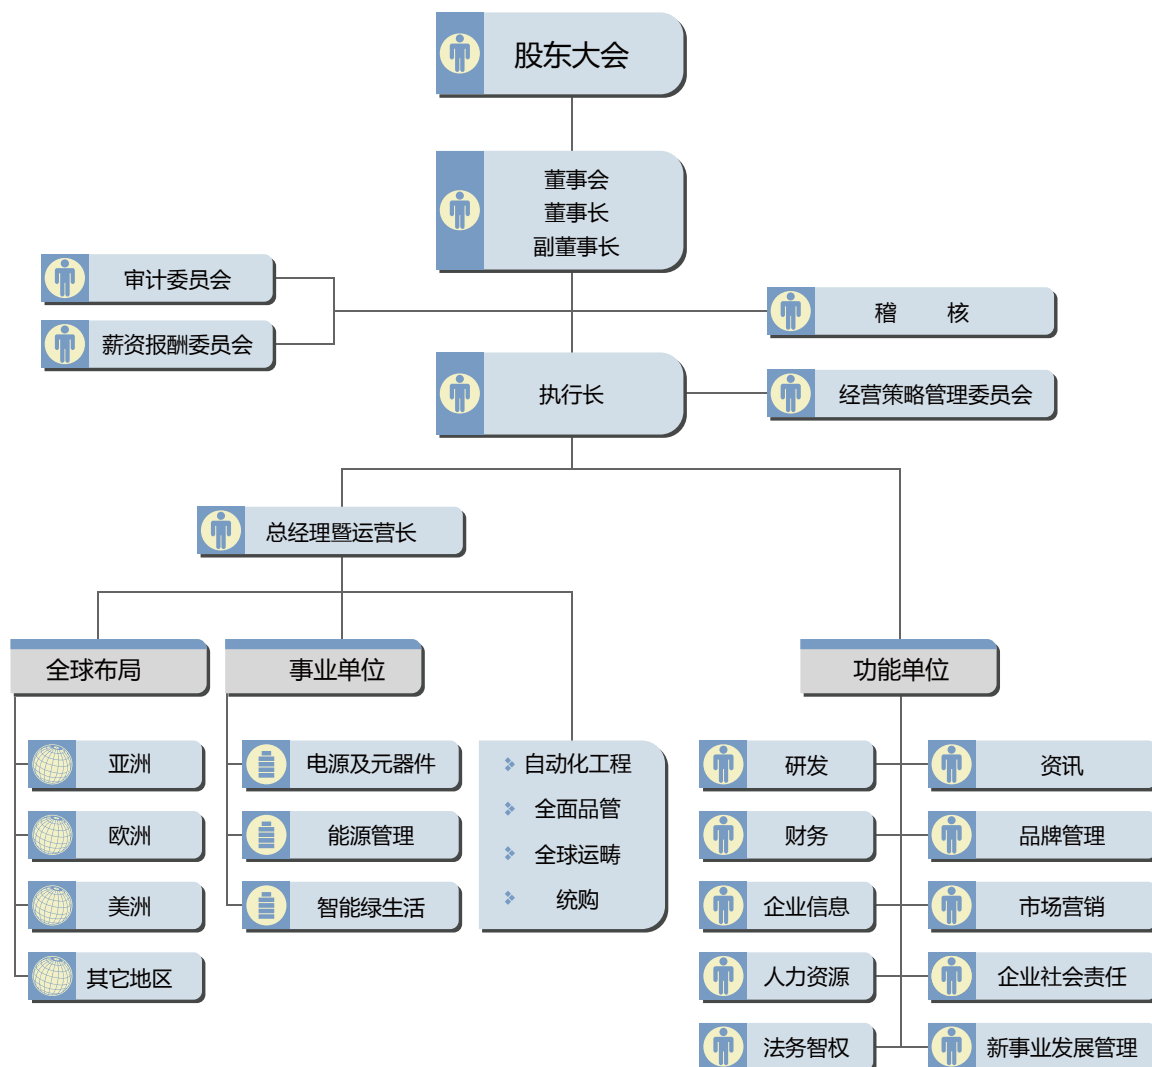 股东大会
董事会
董事长
副董事长
审计委员会
稽 核
薪资报酬委员会
执行长
经营策略管理委员会
总经理暨运营长
全球布局
事业单位
功能单位
亚洲
电源及元器件
自动化工程
研发
资讯
欧洲
能源管理
全面品管
财务
品牌管理
全球运畴
美洲
智能绿生活
统购
企业信息
市场营销
其它地区
人力资源
企业社会责任
法务智权
新事业发展管理